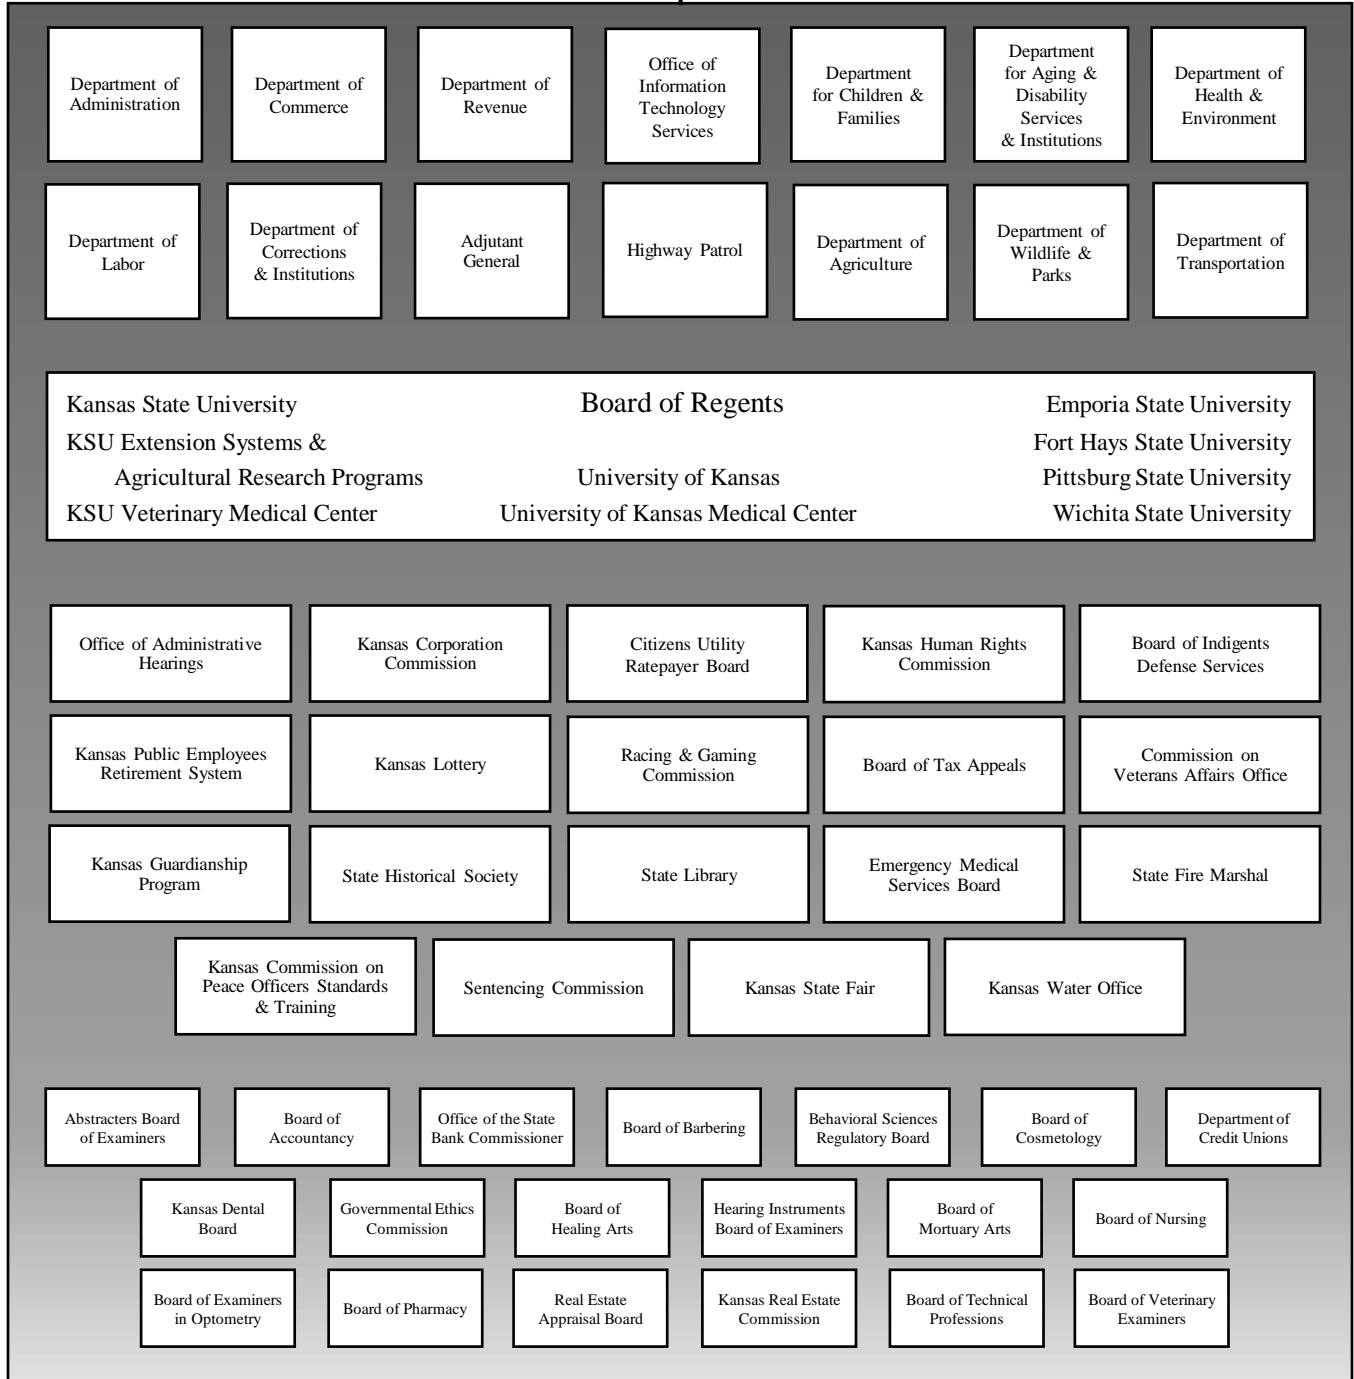 Department of
Administration
Department of
Commerce
Department of
Revenue
Office of
Information
Technology
Services
Department
for Children &
Families
Department
for Aging &
Disability
Services
& Institutions
Department of
Health &
Environment
Department of
Labor
Department of
Corrections
& Institutions
Adjutant
General
Highway Patrol
Department of
Agriculture
Department of
Wildlife &
Parks
Department of
Transportation
Kansas State University
KSU Extension Systems &
Agricultural Research Programs
KSU Veterinary Medical Center
Board of Regents
University of Kansas
University of Kansas Medical Center
Emporia State University
Fort Hays State University
Pittsburg State University
Wichita State University
Office of Administrative
Hearings
Kansas Corporation
Commission
Citizens Utility
Ratepayer Board
Kansas Human Rights
Commission
Board of Indigents
Defense Services
Kansas Public Employees
Retirement System
Kansas Lottery
Racing & Gaming
Commission
Board of Tax Appeals
Commission on
Veterans Affairs Office
Kansas Guardianship
Program
State Historical Society
State Library
Emergency Medical
Services Board
State Fire Marshal
Kansas Commission on
Peace Officers Standards
& Training
Sentencing Commission
Kansas State Fair
Kansas Water Office
Abstracters Board
of Examiners
Board of
Accountancy
Office of the State
Bank Commissioner
Board of Barbering
Behavioral Sciences
Regulatory Board
Board of
Cosmetology
Department of
Credit Unions
Kansas Dental
Board
Governmental Ethics
Commission
Board of
Healing Arts
Hearing Instruments
Board of Examiners
Board of
Mortuary Arts
Board of Nursing
Board of Examiners
in Optometry
Board of Pharmacy
Real Estate
Appraisal Board
Kansas Real Estate
Commission
Board of Technical
Professions
Board of Veterinary
Examiners